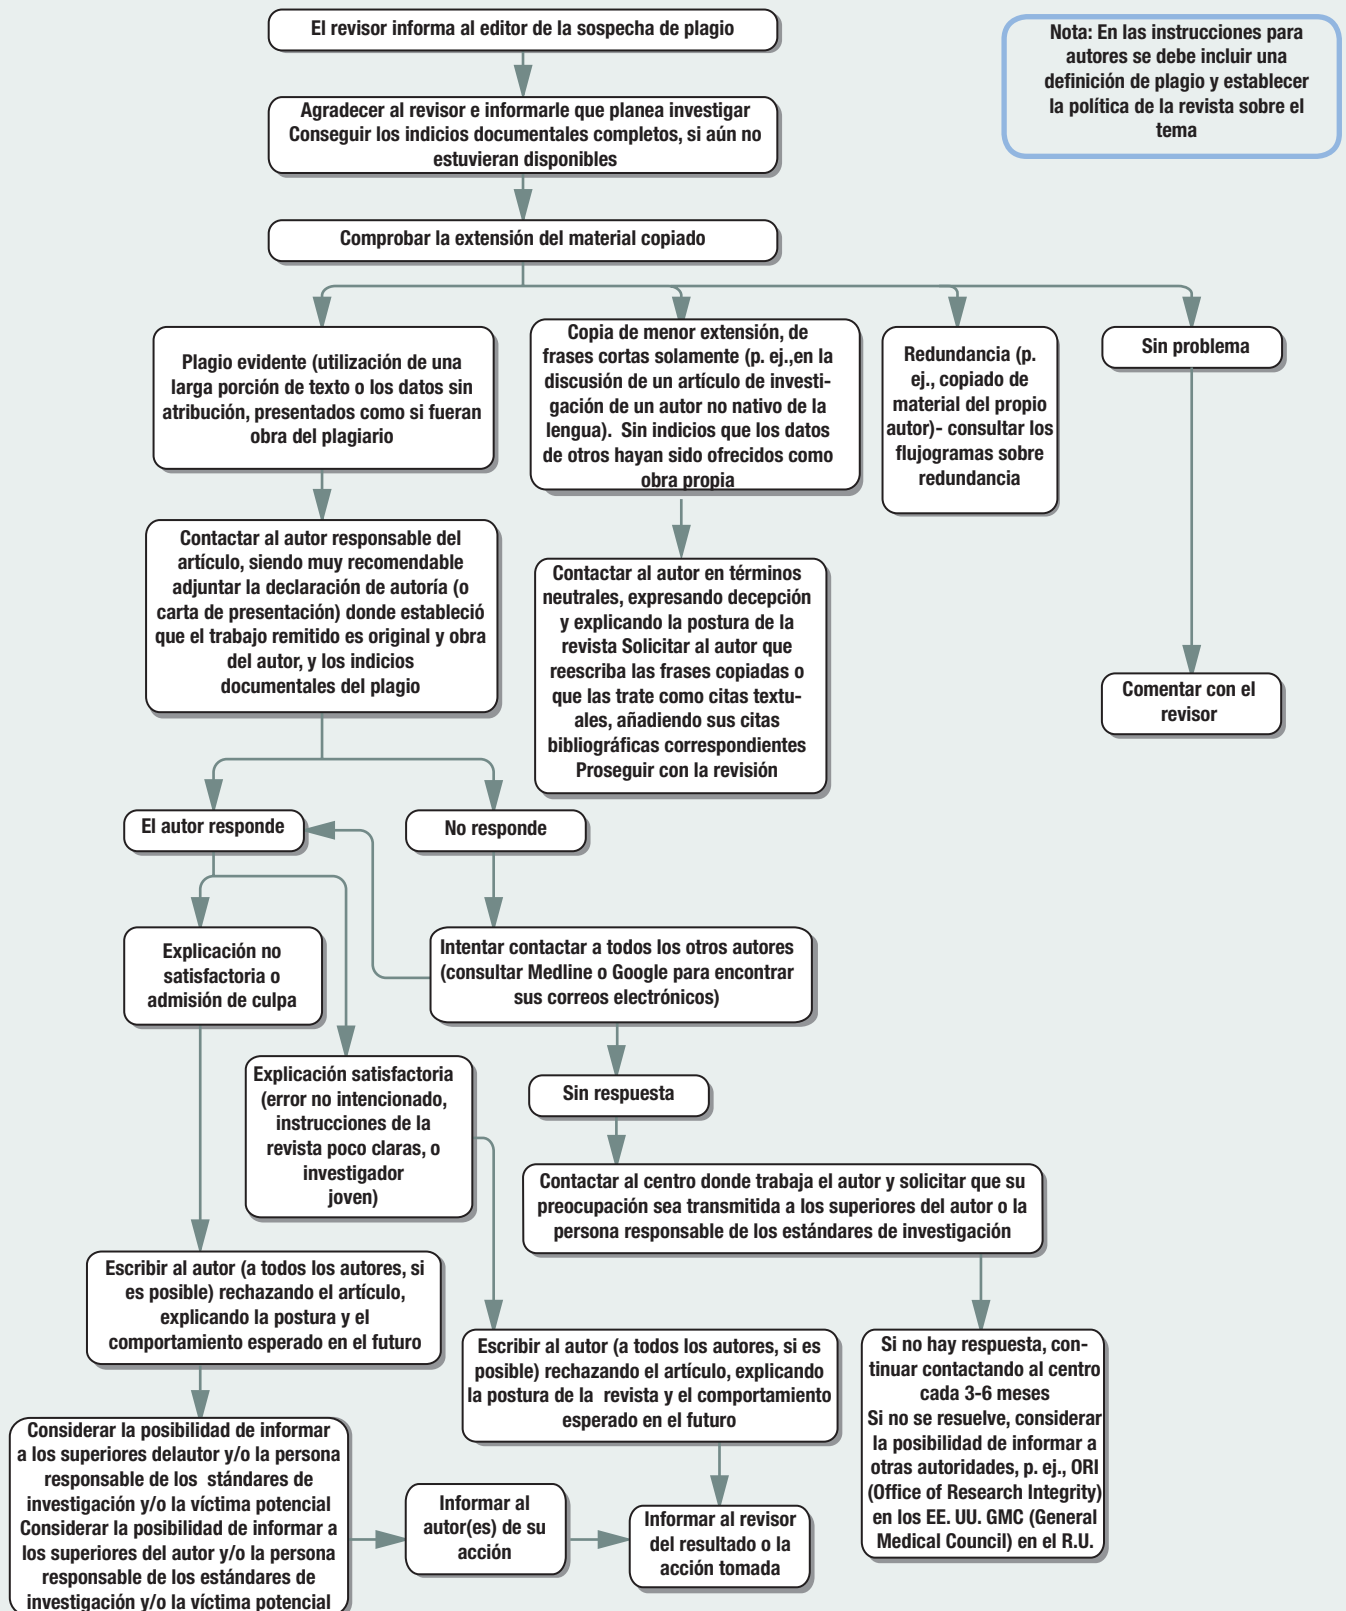 El revisor informa al editor de la sospecha de plagio
Nota: En las instrucciones para
autores se debe incluir una
definición de plagio y establecer
la política de la revista sobre el
tema
Agradecer al revisor e informarle que planea investigar
Conseguir los indicios documentales completos, si aún no
estuvieran disponibles
Comprobar la extensión del material copiado
Plagio evidente (utilización de una
larga porción de texto o los datos sin
atribución, presentados como si fueran
obra del plagiario
Copia de menor extensión, de
frases cortas solamente (p. ej.,en la
discusión de un artículo de investi-
gación de un autor no nativo de la
lengua). Sin indicios que los datos
de otros hayan sido ofrecidos como
obra propia
Redundancia (p.
ej., copiado de
material del propio
autor)- consultar los
flujogramas sobre
redundancia
Sin problema
Contactar al autor responsable del
artículo, siendo muy recomendable
adjuntar la declaración de autoría (o
carta de presentación) donde estableció
que el trabajo remitido es original y obra
del autor, y los indicios
documentales del plagio
Contactar al autor en términos
neutrales, expresando decepción
y explicando la postura de la
revista Solicitar al autor que
reescriba las frases copiadas o
que las trate como citas textu-
ales, añadiendo sus citas
bibliográficas correspondientes
Proseguir con la revisión
Comentar con el
revisor
El autor responde
No responde
Explicación no
satisfactoria o
admisión de culpa
Intentar contactar a todos los otros autores
(consultar Medline o Google para encontrar
sus correos electrónicos)
Explicación satisfactoria
(error no intencionado,
instrucciones de la
revista poco claras, o
investigador
joven)
Sin respuesta
Contactar al centro donde trabaja el autor y solicitar que su
preocupación sea transmitida a los superiores del autor o la
persona responsable de los estándares de investigación
Escribir al autor (a todos los autores, si
es posible) rechazando el artículo,
explicando la postura y el
comportamiento esperado en el futuro
Escribir al autor (a todos los autores, si es
posible) rechazando el artículo, explicando
la postura de la revista y el comportamiento
esperado en el futuro
Si no hay respuesta, con-
tinuar contactando al centro
cada 3-6 meses
Si no se resuelve, considerar
la posibilidad de informar a
otras autoridades, p. ej., ORI
(Office of Research Integrity)
en los EE. UU. GMC (General
Medical Council) en el R.U.
Considerar la posibilidad de informar
a los superiores delautor y/o la persona
responsable de los stándares de
investigación y/o la víctima potencial
Considerar la posibilidad de informar a
los superiores del autor y/o la persona
responsable de los estándares de
investigación y/o la víctima potencial
Informar al
autor(es) de su
acción
Informar al revisor
del resultado o la
acción tomada